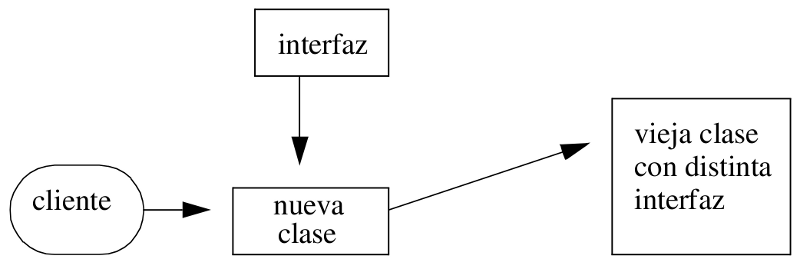 interfaz
cliente
nueva
clase
vieja clase
con distinta
interfaz